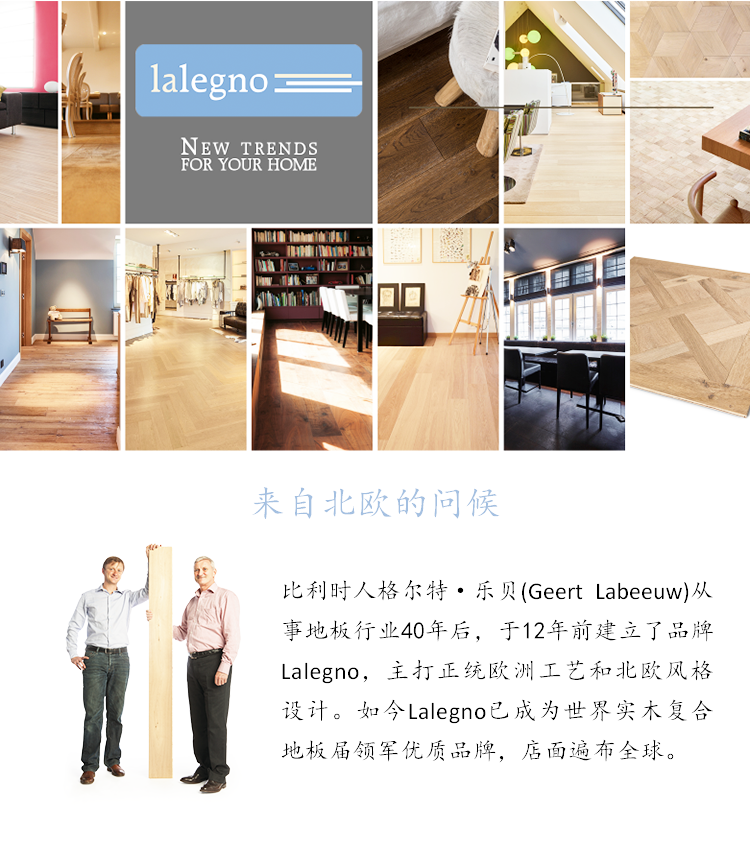 lalegno
NEW TRENDS
FOR YOUR HOME
来自北欧的问候
比利时人格尔特•乐贝(Geert Labeeuw)从
事地板行业40年后，于12年前建立了品牌
Lalegno，主打正统欧洲工艺和北欧风格
设计。如今Lalegno已成为世界实木复合
地板届领军优质品牌，店面遍布全球。